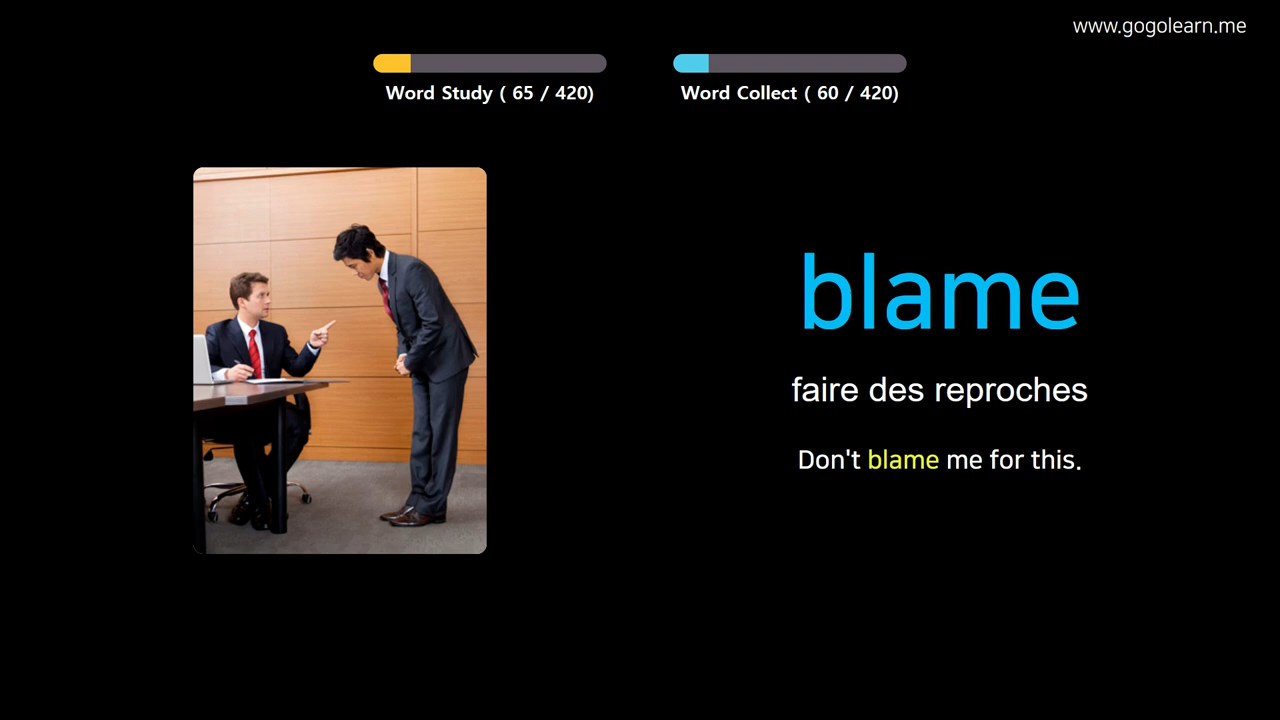 www.gogolearn.me
Word Study ( 65 / 420)
Word Collect ( 60 / 420)
blame
faire des reproches
Don't blame me for this.